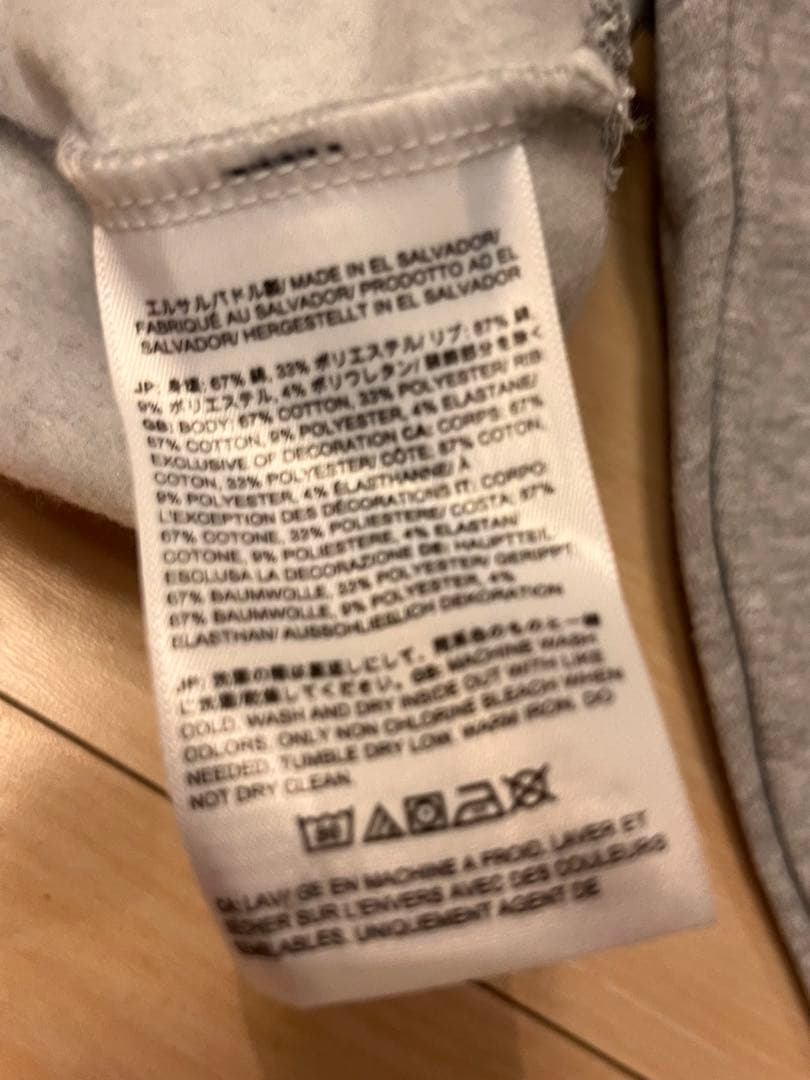 エルサルバドル製/ MADE IN EL SALVADOR/
FABRIQUÉ AU SALVADOR/ PRODOTTO AD EL
SALVADOR/ HERGESTELLT IN EL SALVADOR
JP: 身頃: 67% 綿, 33% ポリエステル/ リブ: 87% 綿,
9% ポリエステル, 4% ポリウレタン/ 装飾部分を除く
GB: BODY: 67% COTTON, 33% POLYESTER/ RIB:
87% COTTON, 9% POLYESTER, 4% ELASTANE/
EXCLUSIVE OF DECORATION CA: CORPS: 67%
COTON, 33% POLYESTER/ CÔTE: 87% COTON,
9% POLYESTER, 4% ÉLASTHANNE/ À
L'EXCEPTION DES DÉCORATIONS IT: CORPO:
67% COTONE, 33% POLIESTERE/ COSTA: 87%
COTONE, 9% POLIESTERE, 4% ELASTAN/
ESCLUSA LA DECORAZIONE DE: HAUPTTEIL:
67% BAUMWOLLE, 33% POLYESTER/ GERIPPT:
87% BAUMWOLLE, 9% POLYESTER, 4%
ELASTHAN/ AUSSCHLIESSLICH DEKORATION
JP: 洗濯の際は裏返しにして、同系色のものと一緒
に洗濯/乾燥してください。 GB: MACHINE WASH
COLD. WASH AND DRY INSIDE OUT WITH LIKE
COLORS. ONLY NON CHLORINE BLEACH WHEN
NEEDED. TUMBLE DRY LOW. WARM IRON. DO
NOT DRY CLEAN.
30
CA: LAVAGE EN MACHINE A FROID. LAVER ET
SÉCHER SUR L'ENVERS AVEC DES COULEURS
UNIQUEMENT AGENT DE